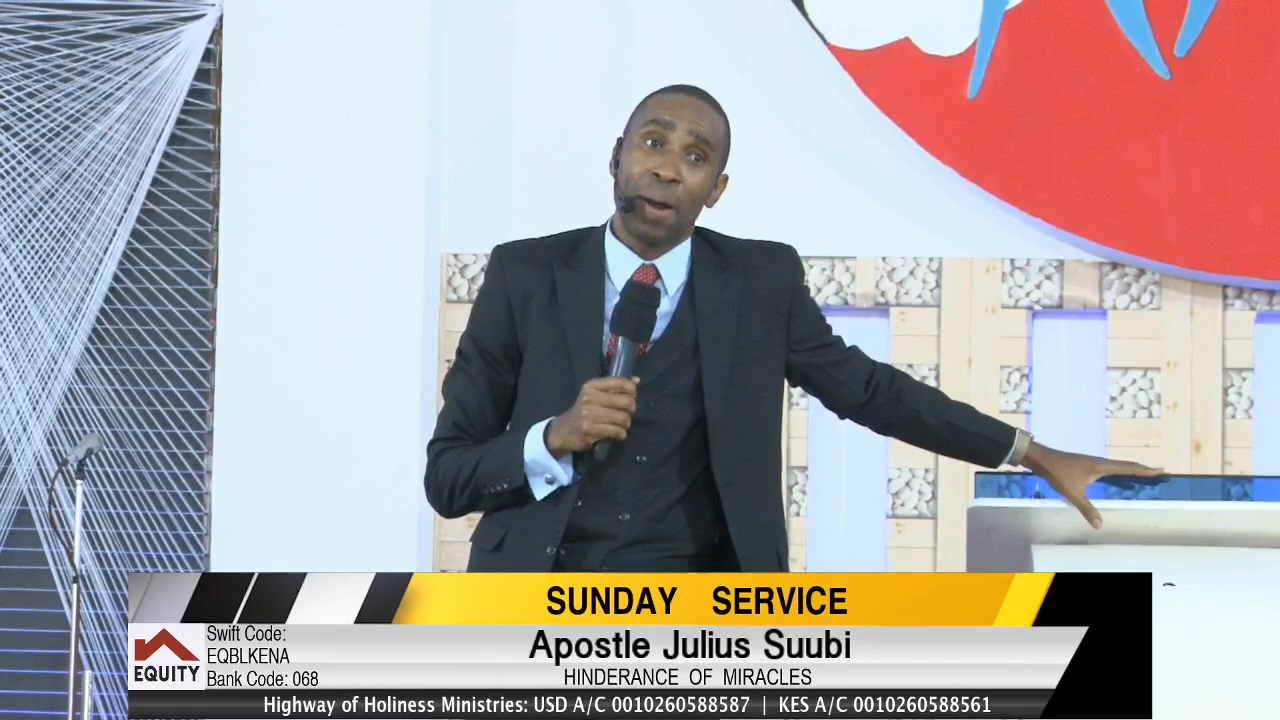 SUNDAY SERVICE
Swift Code:
EQBLKENA
Bank Code: 068
EQUITY
Apostle Julius Suubi
HINDERANCE OF MIRACLES
Highway of Holiness Ministries: USD A/C 0010260588587 | KES A/C 0010260588561